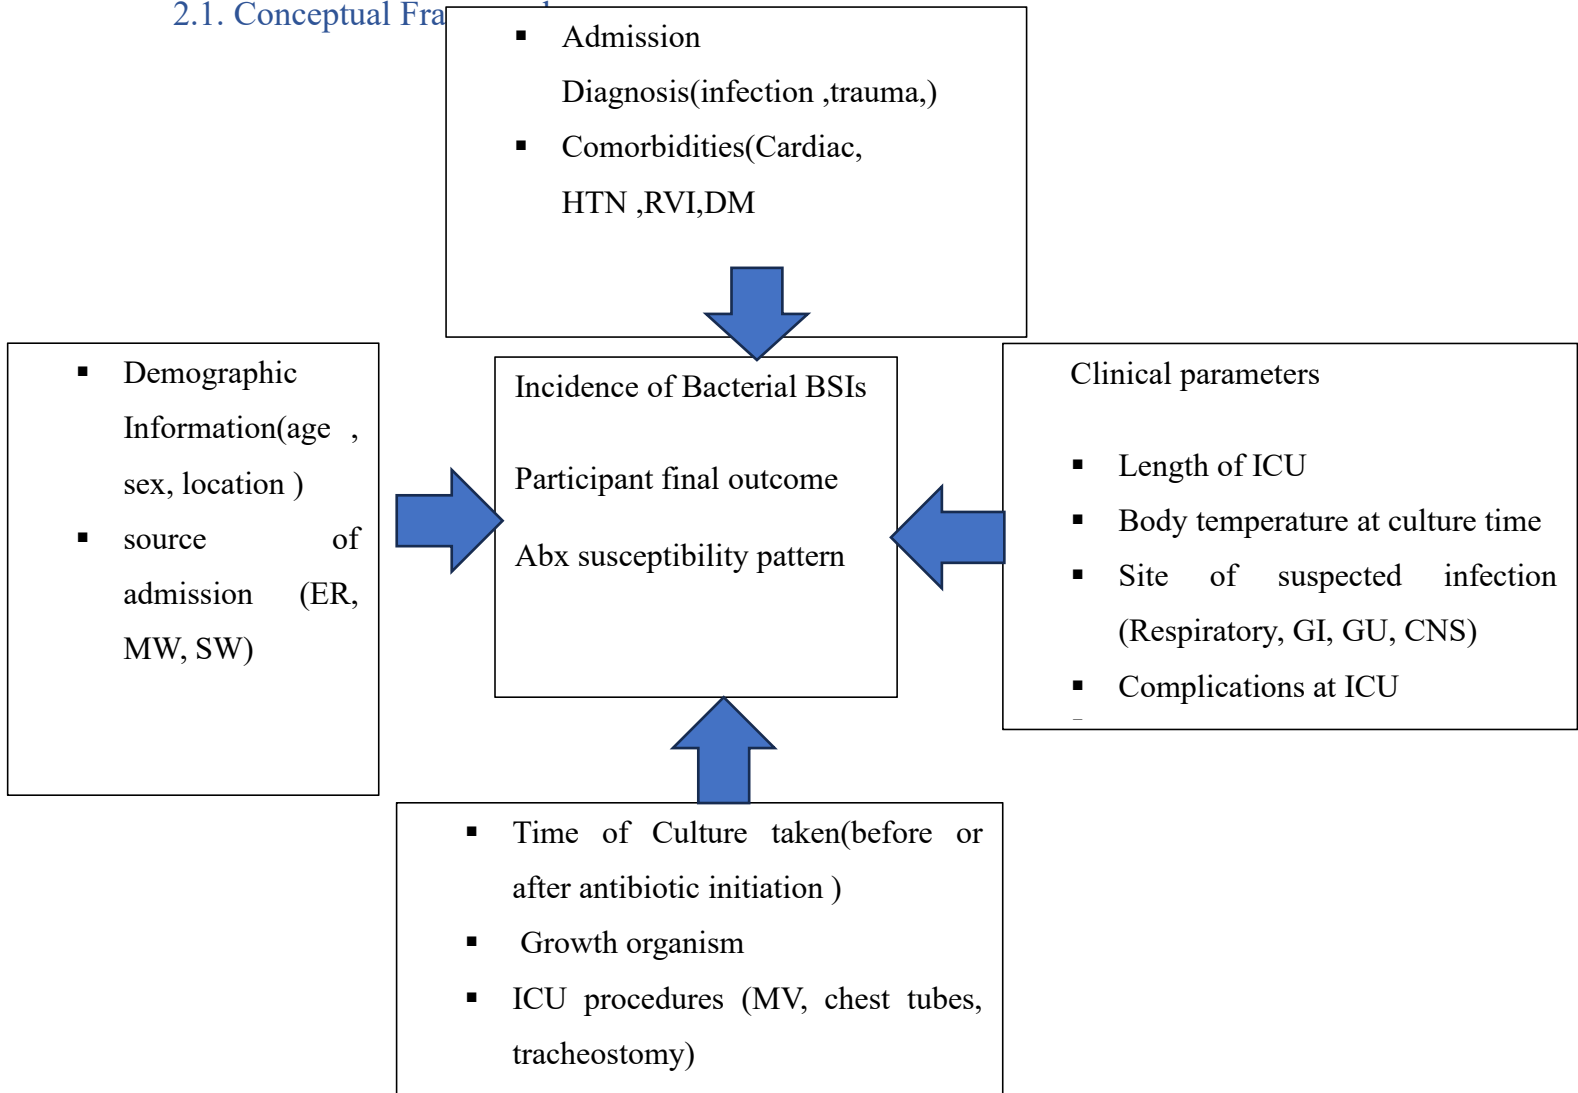 2.1. Conceptual Fra
▪ Admission
Diagnosis(infection ,trauma,)
▪ Comorbidities(Cardiac,
HTN ,RVI,DM
▪ Demographic
Information(age ,
sex, location )
▪ source of
admission (ER,
MW, SW)
Incidence of Bacterial BSIs
Participant final outcome
Abx susceptibility pattern
Clinical parameters
▪ Length of ICU
▪ Body temperature at culture time
▪ Site of suspected infection
(Respiratory, GI, GU, CNS)
▪ Complications at ICU
▪ Time of Culture taken(before or
after antibiotic initiation )
▪ Growth organism
▪ ICU procedures (MV, chest tubes,
tracheostomy)